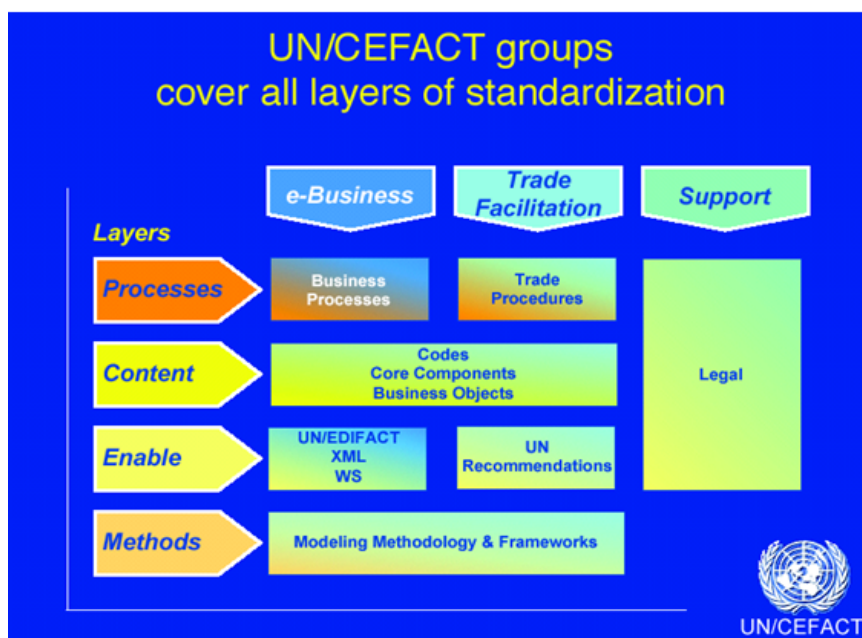 UN/CEFACT groups
cover all layers of standardization
e-Business
Trade
Facilitation
Support
Layers
Processes
Business
Processes
Trade
Procedures
Content
Codes
Core Components
Business Objects
Legal
Enable
UN/EDIFACT
XML
WS
UN
Recommendations
Methods
Modeling Methodology & Frameworks
UN/CEFACT